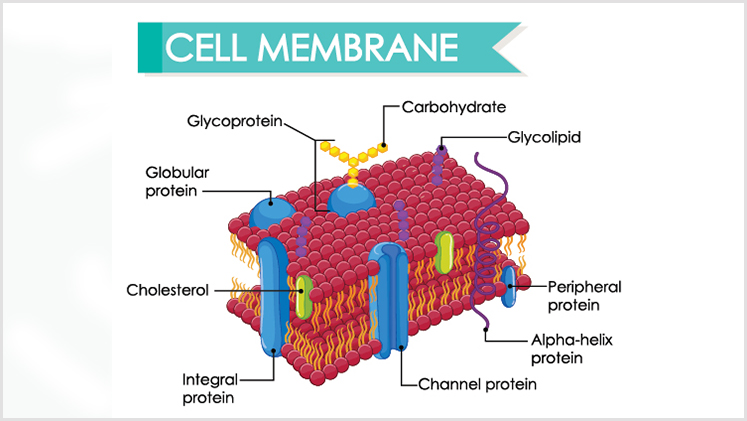 CELL MEMBRANE
Carbohydrate
Glycoprotein
Glycolipid
Globular
protein
Cholesterol
Peripheral
protein
Alpha-helix
protein
Integral
protein
Channel protein